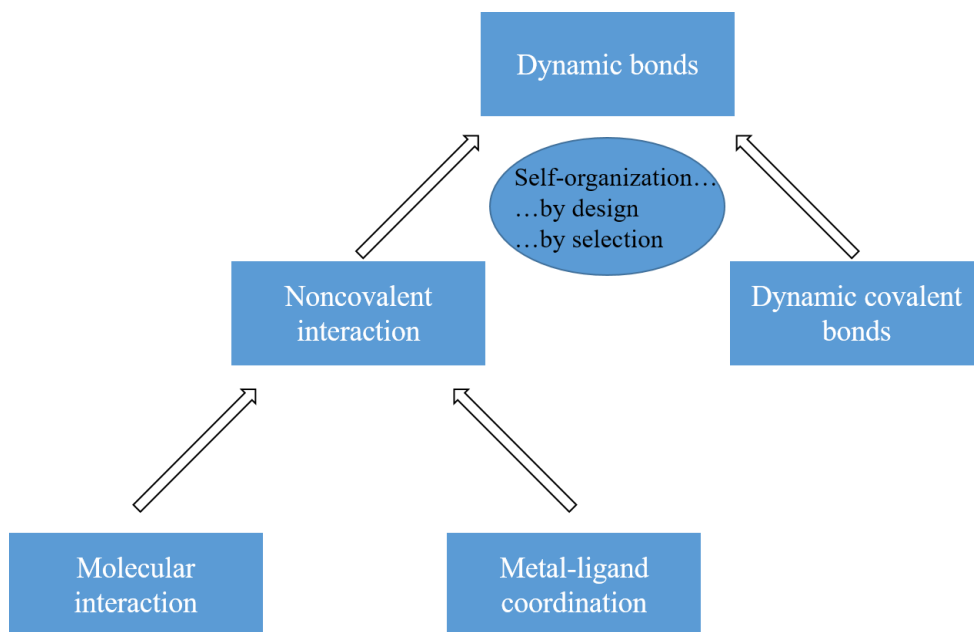 Dynamic bonds
Self-organization…
…by design
…by selection
Noncovalent
interaction
Dynamic covalent
bonds
Molecular
interaction
Metal-ligand
coordination